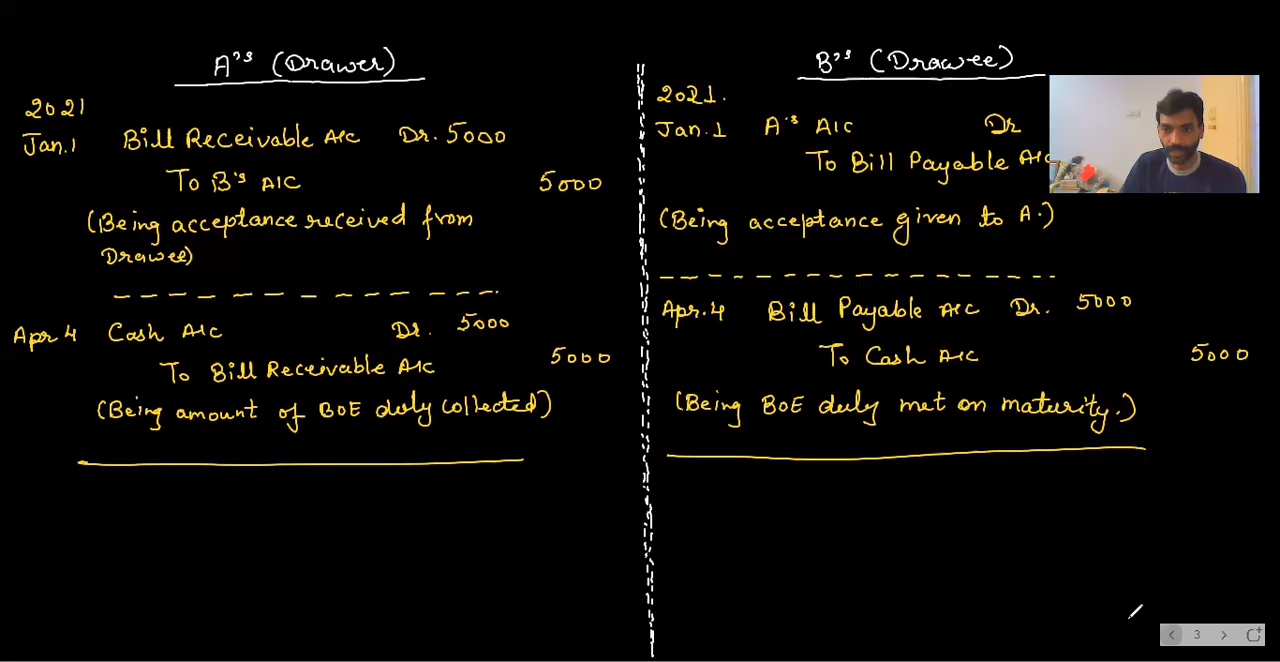 A's (Drawer)
2021
Jan.1 Bill Receivable A/C Dr. 5000
To B's A/C 5000
(Being acceptance received from
Drawee)
Apr.4 Cash A/C Dr. 5000
To Bill Receivable A/C 5000
(Being amount of BOE duly collected)
B's (Drawee)
2021.
Jan.1 A's A/C Dr
To Bill Payable A/C
(Being acceptance given to A.)
Apr.4 Bill Payable A/C Dr. 5000
To Cash A/C 5000
(Being BOE duly met on maturity.)
3